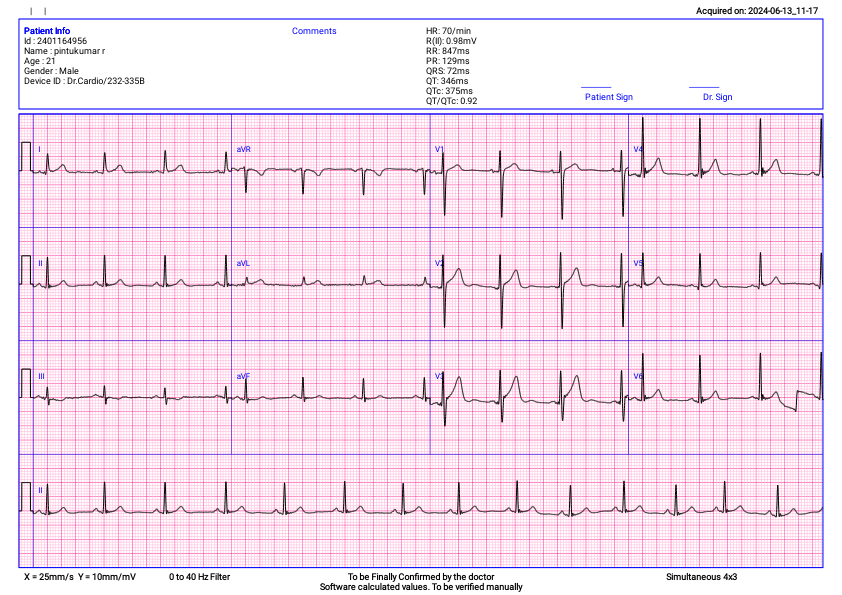 Acquired on: 2024-06-13_11-17
Patient Info
Id : 2401164956
Name : pintukumar r
Age : 21
Gender : Male
Device ID : Dr.Cardio/232-335B
Comments
HR: 70/min
R(II): 0.98mV
RR: 847ms
PR: 129ms
QRS: 72ms
QT: 346ms
QTc: 375ms
QT/QTc: 0.92
Patient Sign
Dr. Sign
I aVR V1 V4
II aVL V2 V5
III aVF V3 V6
II
X = 25mm/s Y = 10mm/mV 0 to 40 Hz Filter To be Finally Confirmed by the doctor Simultaneous 4x3
Software calculated values. To be verified manually